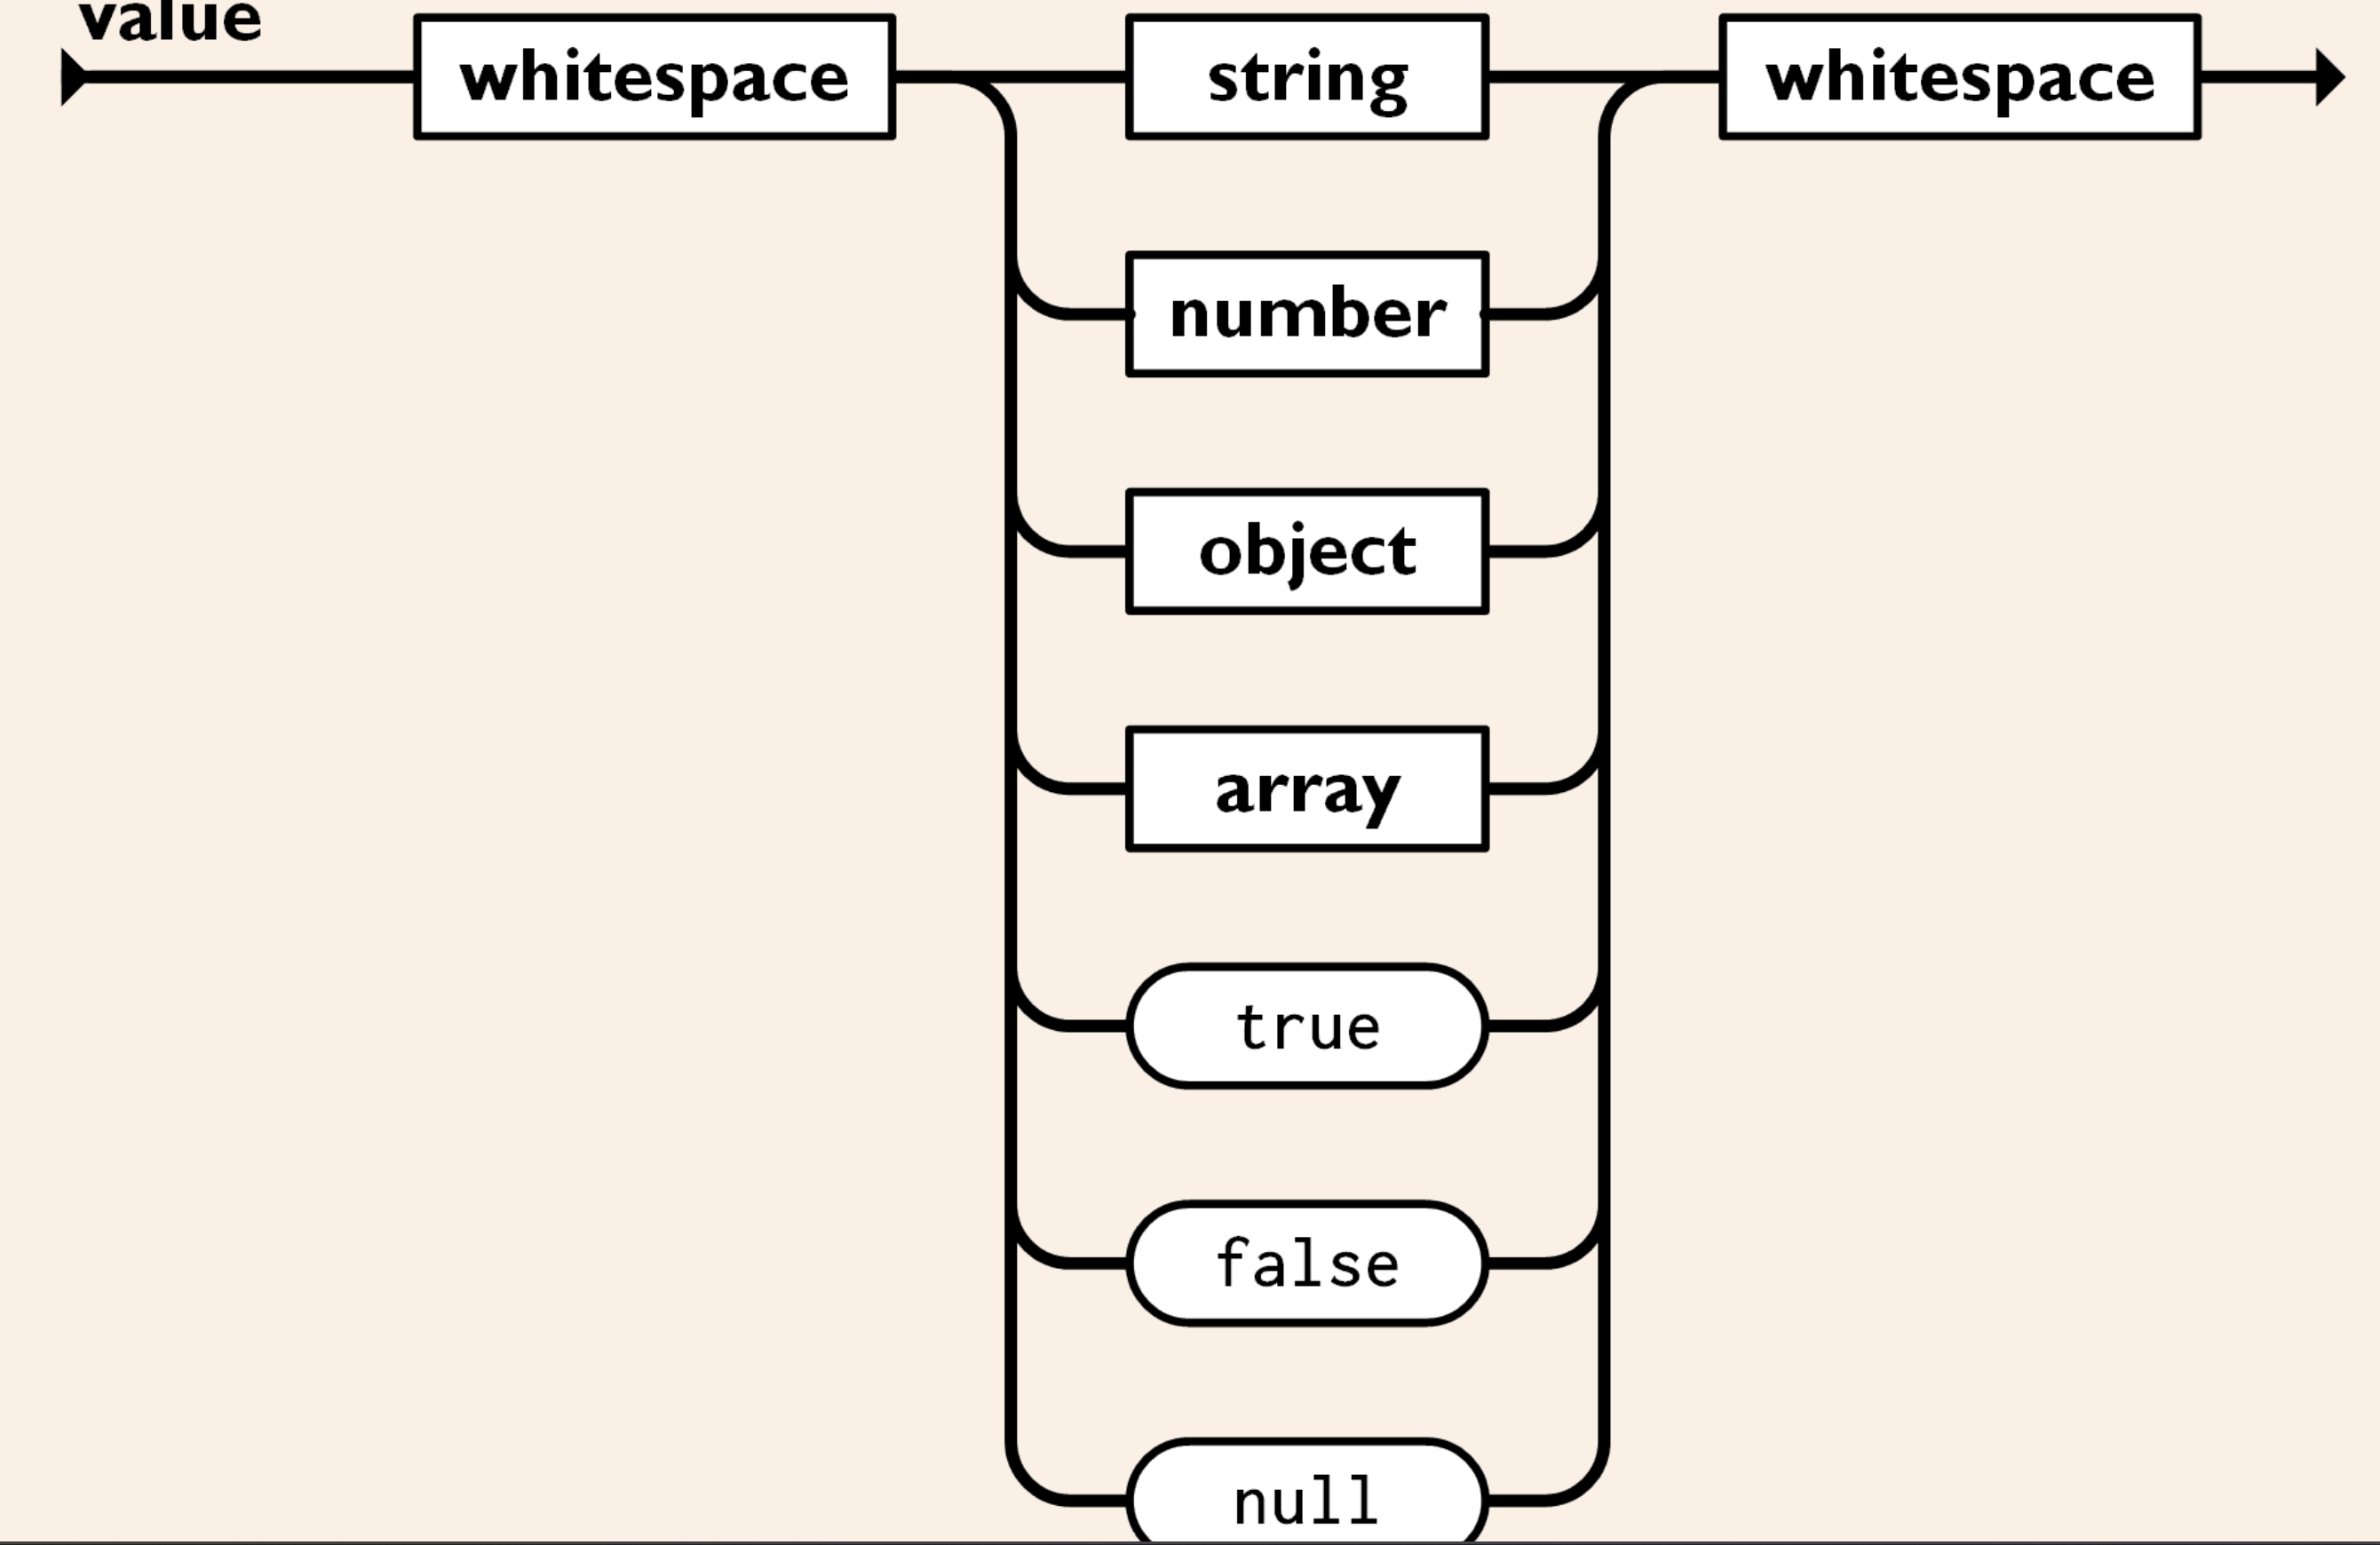 value
whitespace string whitespace
number
object
array
true
false
null